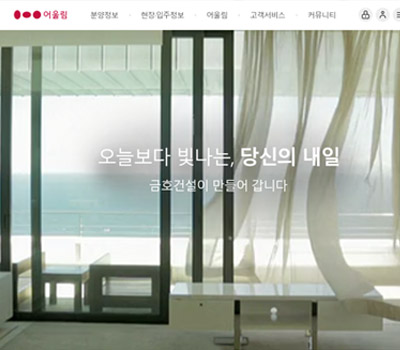 어울림 분양정보 · 현장·입주정보 · 어울림 · 고객서비스 · 커뮤니티
오늘보다 빛나는, 당신의 내일
금호건설이 만들어 갑니다